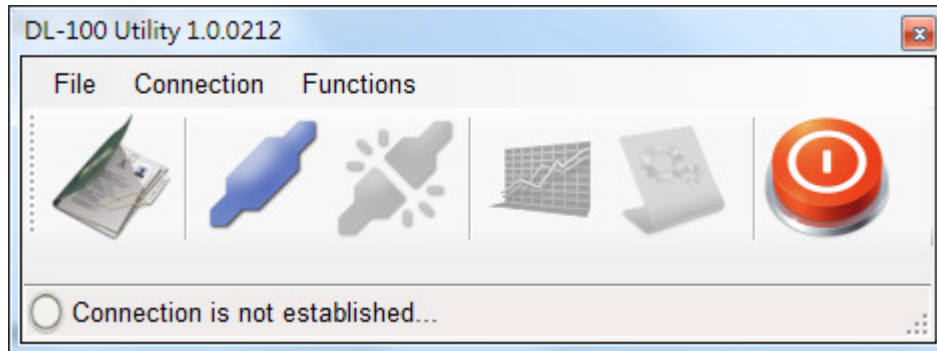 DL-100 Utility 1.0.0212
File Connection Functions
Connection is not established...